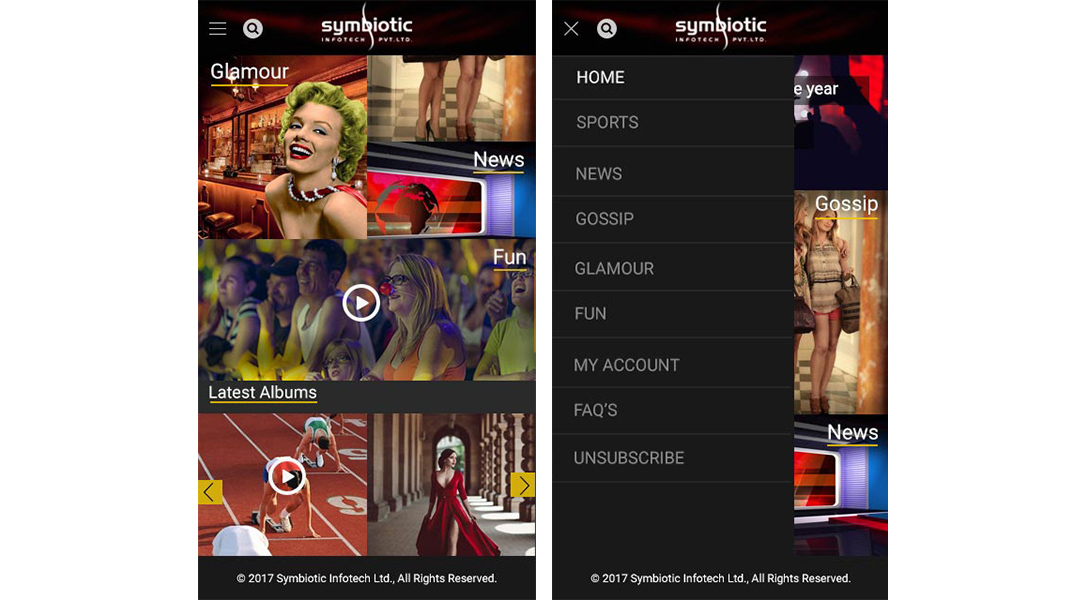 symbiotic
INFOTECH PVT.LTD.
Glamour
News
Fun
Latest Albums
© 2017 Symbiotic Infotech Ltd., All Rights Reserved.
symbiotic
INFOTECH PVT.LTD.
HOME
SPORTS
NEWS
GOSSIP
GLAMOUR
FUN
MY ACCOUNT
FAQ'S
UNSUBSCRIBE
e year
Gossip
News
© 2017 Symbiotic Infotech Ltd., All Rights Reserved.